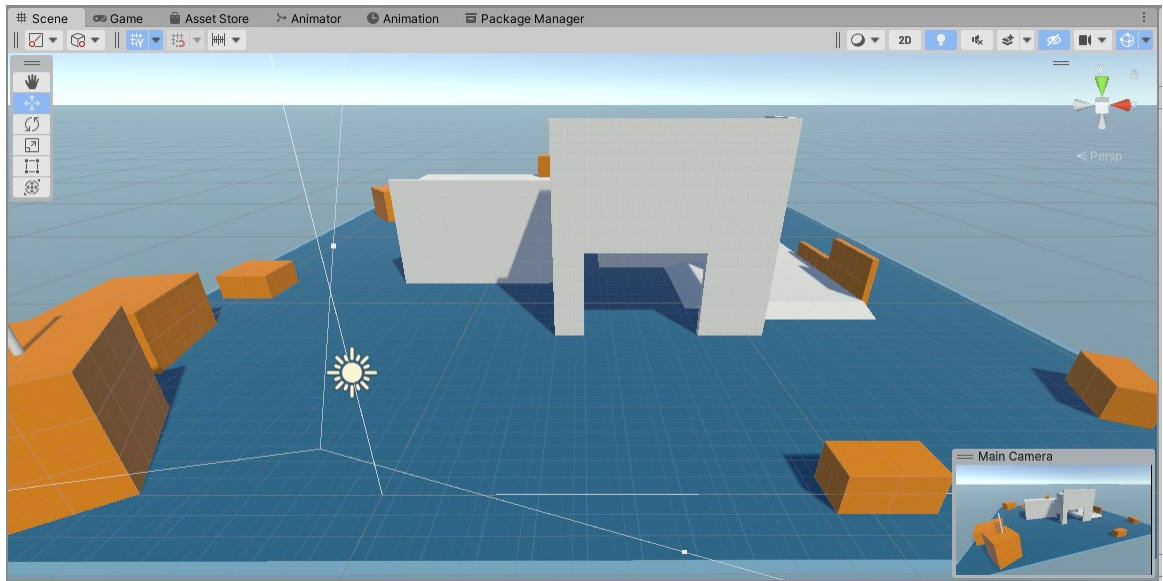 Scene Game Asset Store Animator Animation Package Manager
2D
Y
Persp
Main Camera